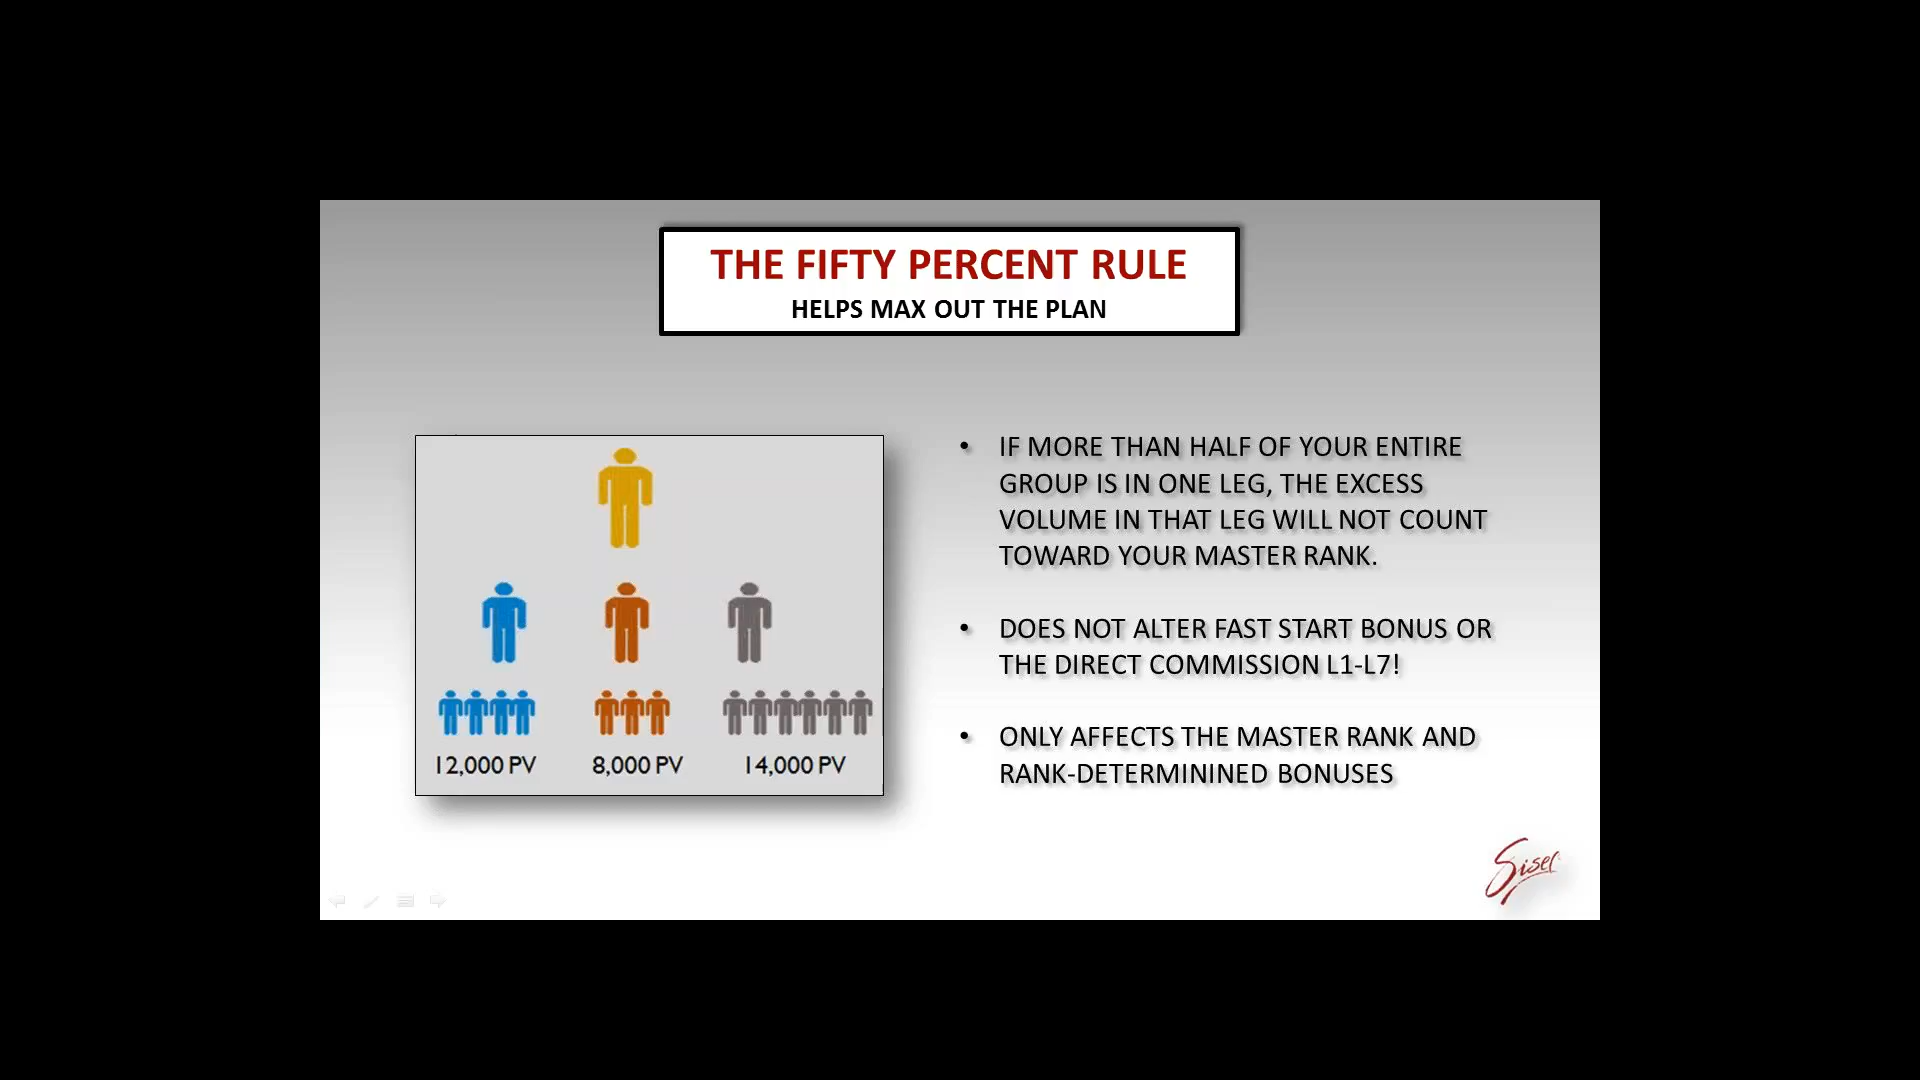 THE FIFTY PERCENT RULE
HELPS MAX OUT THE PLAN
• IF MORE THAN HALF OF YOUR ENTIRE
GROUP IS IN ONE LEG, THE EXCESS
VOLUME IN THAT LEG WILL NOT COUNT
TOWARD YOUR MASTER RANK.
• DOES NOT ALTER FAST START BONUS OR
THE DIRECT COMMISSION L1-L7!
• ONLY AFFECTS THE MASTER RANK AND
RANK-DETERMININED BONUSES
12,000 PV 8,000 PV 14,000 PV
Sisel